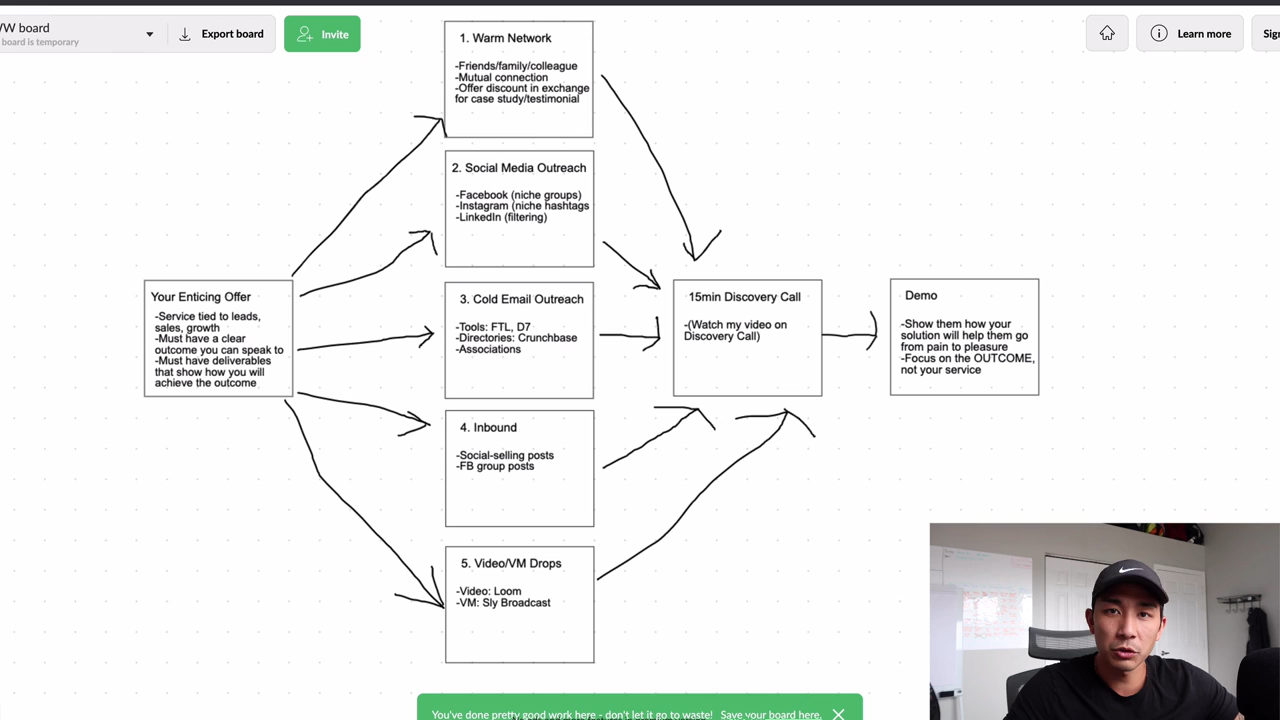 VW board
board is temporary
Export board
Invite
Learn more
Sig
1. Warm Network
-Friends/family/colleague
-Mutual connection
-Offer discount in exchange
for case study/testimonial
2. Social Media Outreach
-Facebook (niche groups)
-Instagram (niche hashtags
-LinkedIn (filtering)
Your Enticing Offer
-Service tied to leads,
sales, growth
-Must have a clear
outcome you can speak to
-Must have deliverables
that show how you will
achieve the outcome
3. Cold Email Outreach
-Tools: FTL, D7
-Directories: Crunchbase
-Associations
15min Discovery Call
-(Watch my video on
Discovery Call)
Demo
-Show them how your
solution will help them go
from pain to pleasure
-Focus on the OUTCOME,
not your service
4. Inbound
-Social-selling posts
-FB group posts
5. Video/VM Drops
-Video: Loom
-VM: Sly Broadcast
You've done pretty good work here - don't let it go to waste! Save your board here.